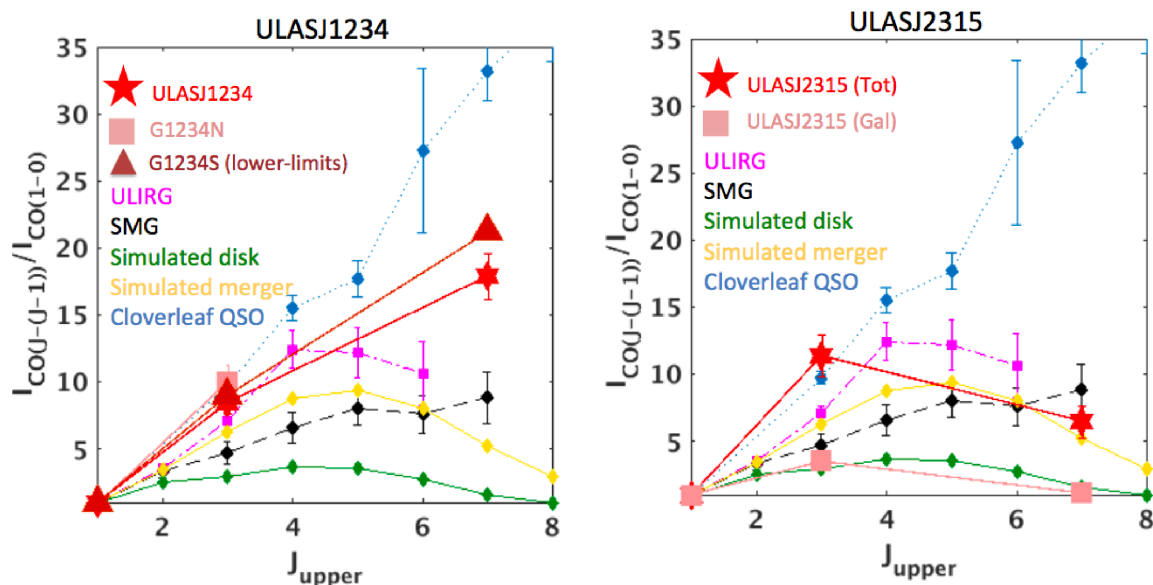 ULASJ1234
35
30
25
20
15
10
5
I_CO(J-(J-1))/I_CO(1-0)
ULASJ1234
G1234N
G1234S (lower-limits)
ULIRG
SMG
Simulated disk
Simulated merger
Cloverleaf QSO
2 4 6 8
J_upper
ULASJ2315
35
30
25
20
15
10
5
I_CO(J-(J-1))/I_CO(1-0)
ULASJ2315 (Tot)
ULASJ2315 (Gal)
ULIRG
SMG
Simulated disk
Simulated merger
Cloverleaf QSO
2 4 6 8
J_upper